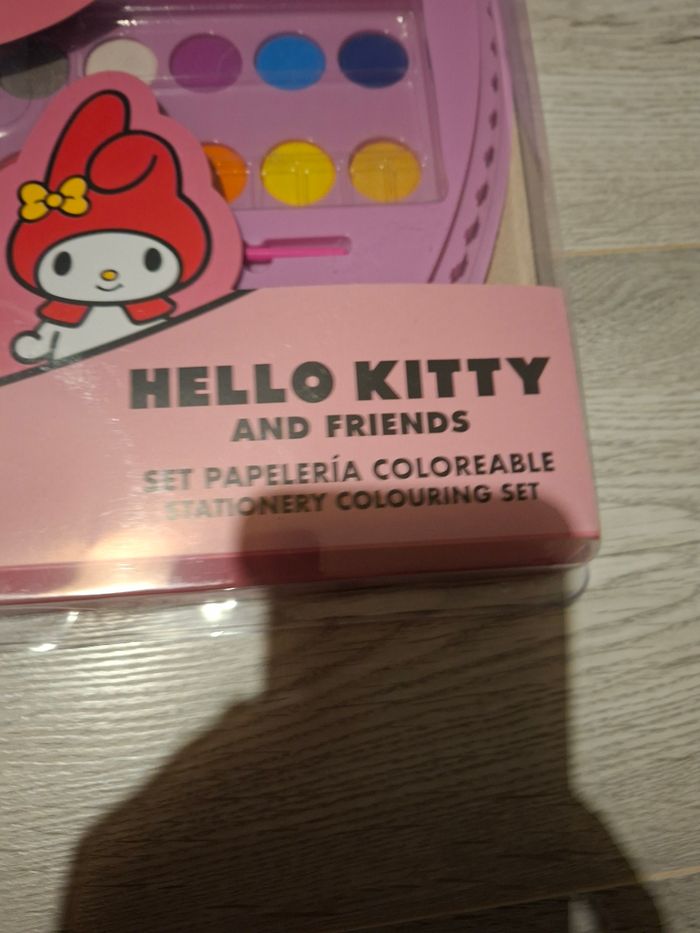 HELLO KITTY
AND FRIENDS
SET PAPELERÍA COLOREABLE
STATIONERY COLOURING SET